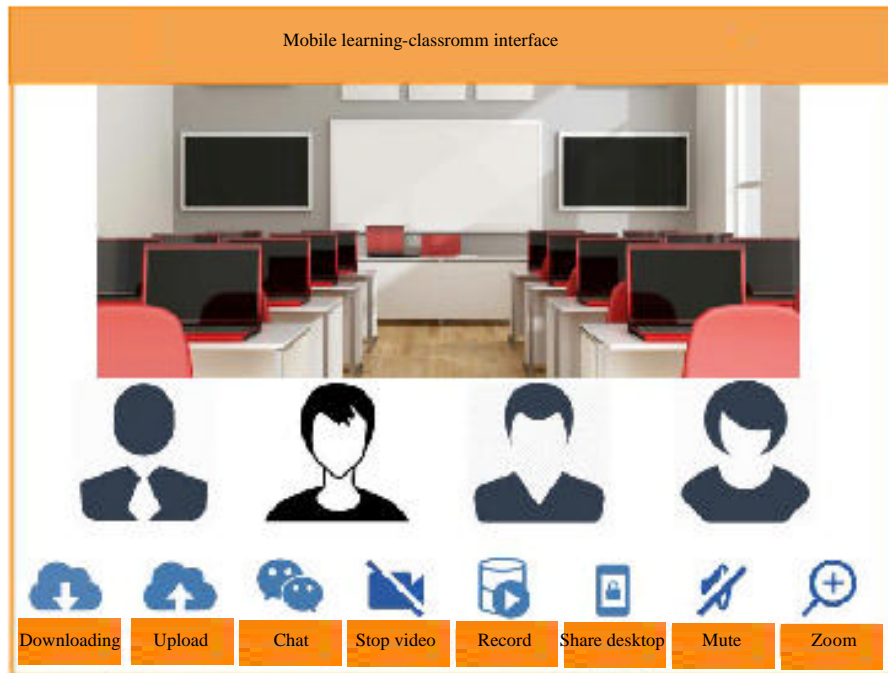 Mobile learning-classromm interface
Downloading Upload Chat Stop video Record Share desktop Mute Zoom